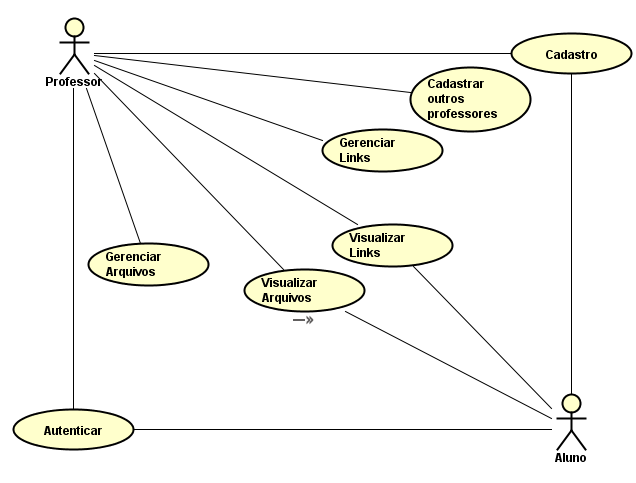 Professor
Cadastro
Cadastrar
outros
professores
Gerenciar
Links
Visualizar
Links
Gerenciar
Arquivos
Visualizar
Arquivos
Autenticar
Aluno